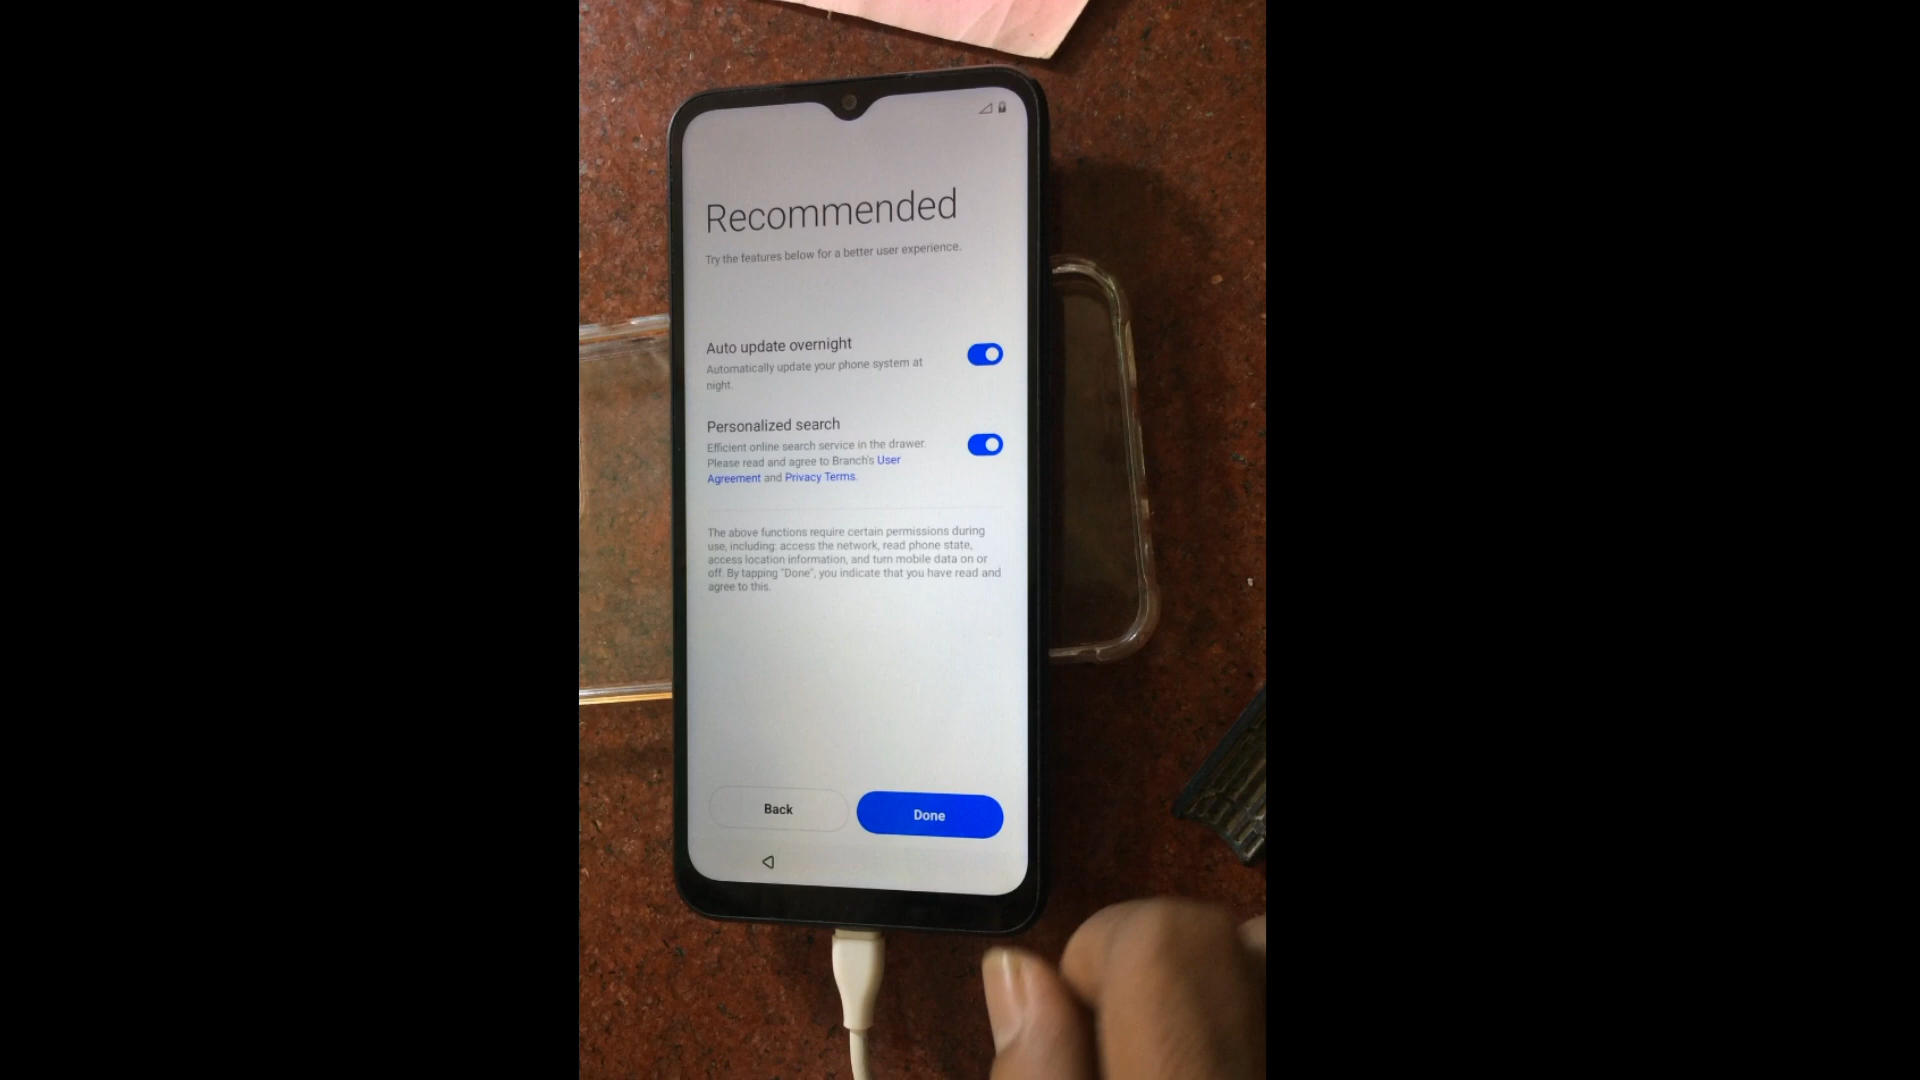 Recommended
Try the features below for a better user experience.
Auto update overnight
Automatically update your phone system at
night.
Personalized search
Efficient online search service in the drawer.
Please read and agree to Branch's User
Agreement and Privacy Terms.
The above functions require certain permissions during
use, including: access the network, read phone state,
access location information, and turn mobile data on or
off. By tapping "Done", you indicate that you have read and
agree to this.
Back
Done